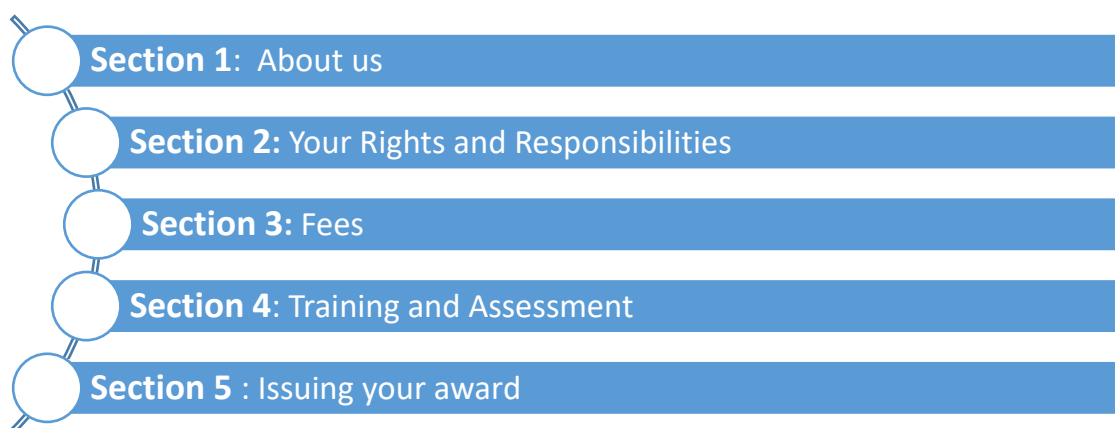 Section 1:  About us
Section 2: Your Rights and Responsibilities
Section 3: Fees
Section 4: Training and Assessment
Section 5 : Issuing your award